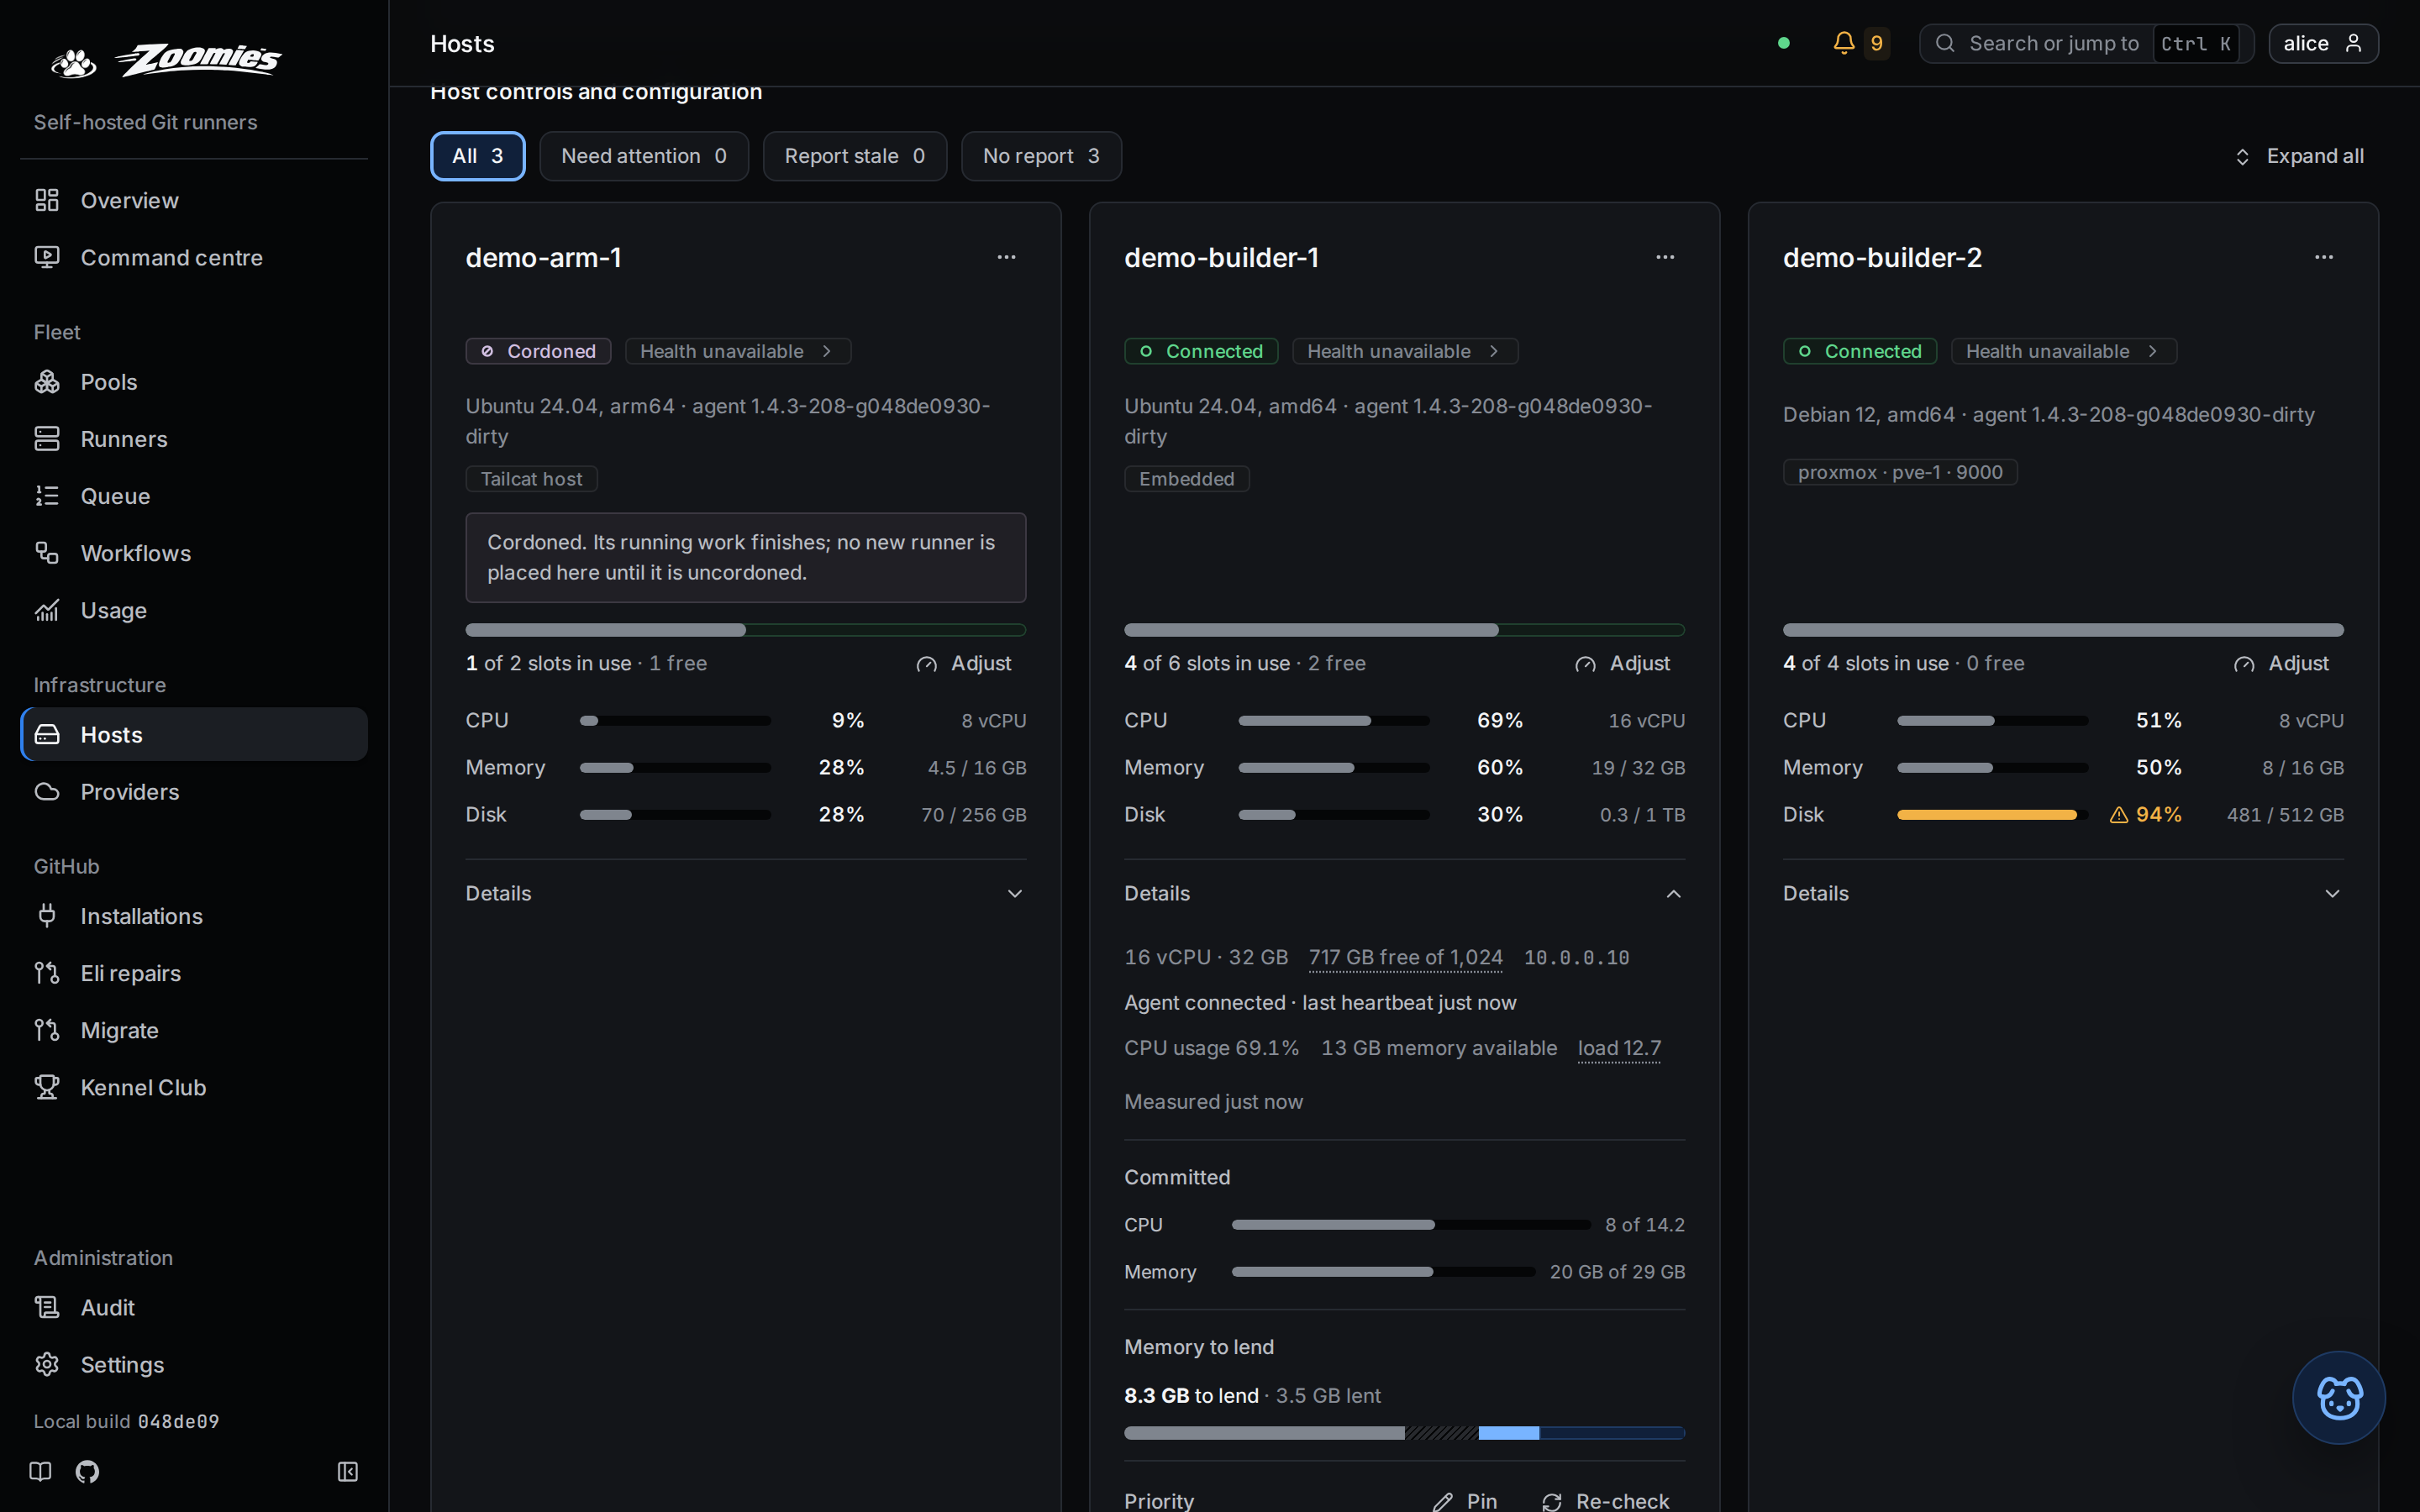 Zoomies
Self-hosted Git runners
Overview
Command centre
Fleet
Pools
Runners
Queue
Workflows
Usage
Infrastructure
Hosts
Providers
GitHub
Installations
Eli repairs
Migrate
Kennel Club
Administration
Audit
Settings
Local build 048de09
Hosts
9
Search or jump to Ctrl K
alice
Host controls and configuration
All 3
Need attention 0
Report stale 0
No report 3
Expand all
demo-arm-1
Cordoned
Health unavailable
Ubuntu 24.04, arm64 · agent 1.4.3-208-g048de0930-
dirty
Tailcat host
Cordoned. Its running work finishes; no new runner is
placed here until it is uncordoned.
1 of 2 slots in use · 1 free
Adjust
CPU 9% 8 vCPU
Memory 28% 4.5 / 16 GB
Disk 28% 70 / 256 GB
Details
demo-builder-1
Connected
Health unavailable
Ubuntu 24.04, amd64 · agent 1.4.3-208-g048de0930-
dirty
Embedded
4 of 6 slots in use · 2 free
Adjust
CPU 69% 16 vCPU
Memory 60% 19 / 32 GB
Disk 30% 0.3 / 1 TB
Details
16 vCPU · 32 GB 717 GB free of 1,024 10.0.0.10
Agent connected · last heartbeat just now
CPU usage 69.1% 13 GB memory available load 12.7
Measured just now
Committed
CPU 8 of 14.2
Memory 20 GB of 29 GB
Memory to lend
8.3 GB to lend · 3.5 GB lent
Priority Pin Re-check
demo-builder-2
Connected
Health unavailable
Debian 12, amd64 · agent 1.4.3-208-g048de0930-dirty
proxmox · pve-1 · 9000
4 of 4 slots in use · 0 free
Adjust
CPU 51% 8 vCPU
Memory 50% 8 / 16 GB
Disk 94% 481 / 512 GB
Details